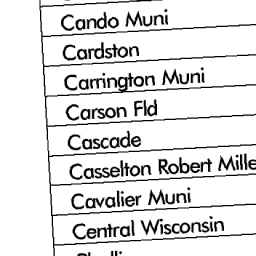 Cando Muni
Cardston
Carrington Muni
Carson Fld
Cascade
Casselton Robert Mille
Cavalier Muni
Central Wisconsin